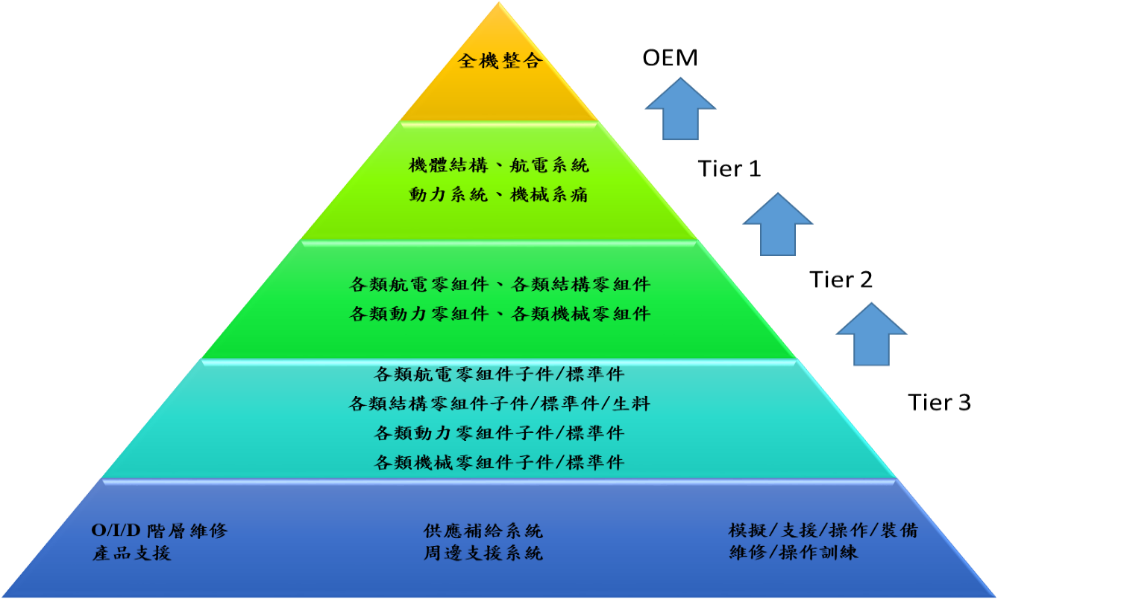 全機整合
OEM
機體結構、航電系統
動力系統、機械系痛
Tier 1
各類航電零組件、各類結構零組件
各類動力零組件、各類機械零組件
Tier 2
各類航電零組件子件/標準件
各類結構零組件子件/標準件/生料
各類動力零組件子件/標準件
各類機械零組件子件/標準件
Tier 3
O/I/D 階層維修
產品支援
供應補給系統
周邊支援系統
模擬/支援/操作/裝備
維修/操作訓練